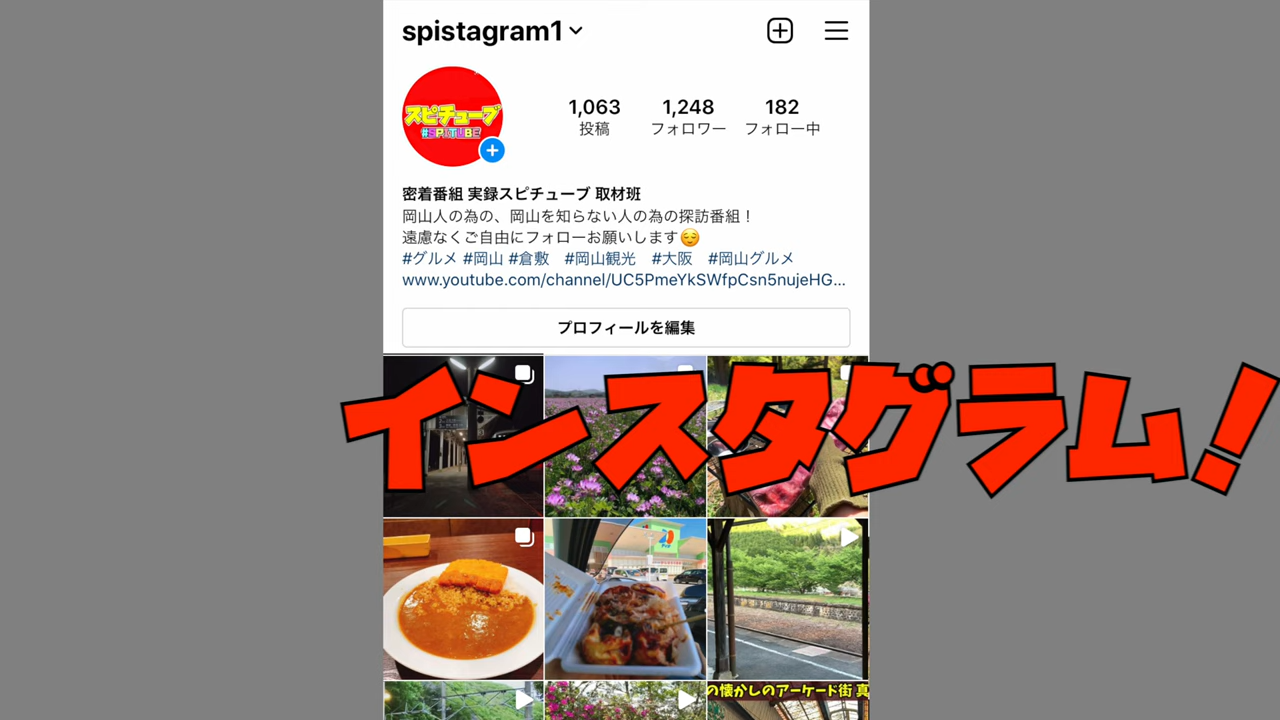 spistagram1
スピチューブ
#SPITUBE
1,063
投稿
1,248
フォロワー
182
フォロー中
密着番組 実録スピチューブ 取材班
岡山人の為の、岡山を知らない人の為の探訪番組！
遠慮なくご自由にフォローお願いします😌
#グルメ #岡山 #倉敷　#岡山観光　#大阪　#岡山グルメ
www.youtube.com/channel/UC5PmeYkSWfpCsn5nujeHG...
プロフィールを編集
インスタグラム!
の懐かしのアーケード街 真